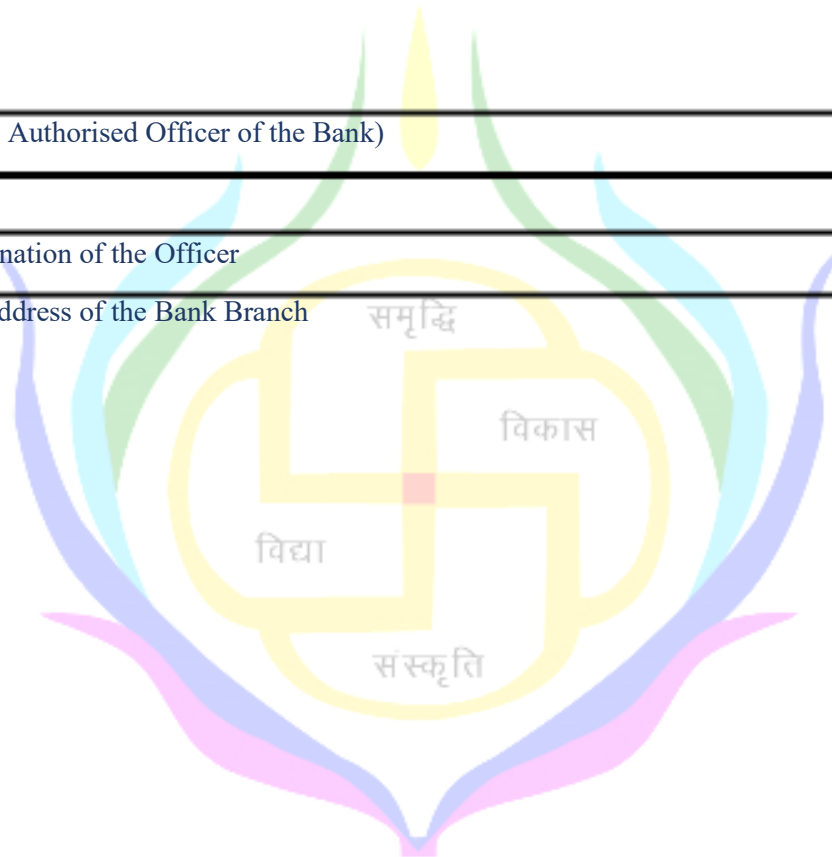 Authorised Officer of the Bank)
nation of the Officer
ddress of the Bank Branch
समृद्धि
विकास
विद्या
संस्कृति